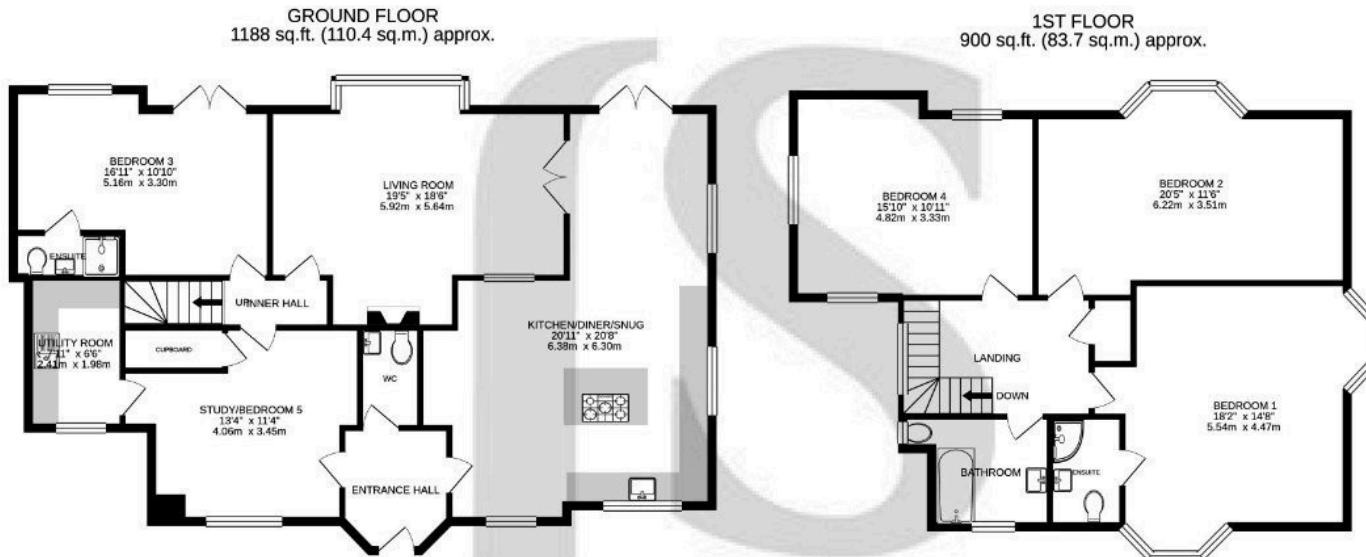 GROUND FLOOR
1188 sq.ft. (110.4 sq.m.) approx.
BEDROOM 3
16'11" x 10'10"
5.16m x 3.30m
LIVING ROOM
19'5" x 18'6"
5.92m x 5.64m
ENSUITE
UP
INNER HALL
UTILITY ROOM
7'11" x 6'6"
2.41m x 1.98m
CUPBOARD
WC
KITCHEN/DINER/SNUG
20'11" x 20'8"
6.38m x 6.30m
STUDY/BEDROOM 5
13'4" x 11'4"
4.06m x 3.45m
ENTRANCE HALL
1ST FLOOR
900 sq.ft. (83.7 sq.m.) approx.
BEDROOM 4
15'10" x 10'11"
4.82m x 3.33m
BEDROOM 2
20'5" x 11'6"
6.22m x 3.51m
LANDING
DOWN
BEDROOM 1
18'2" x 14'8"
5.54m x 4.47m
BATHROOM
ENSUITE